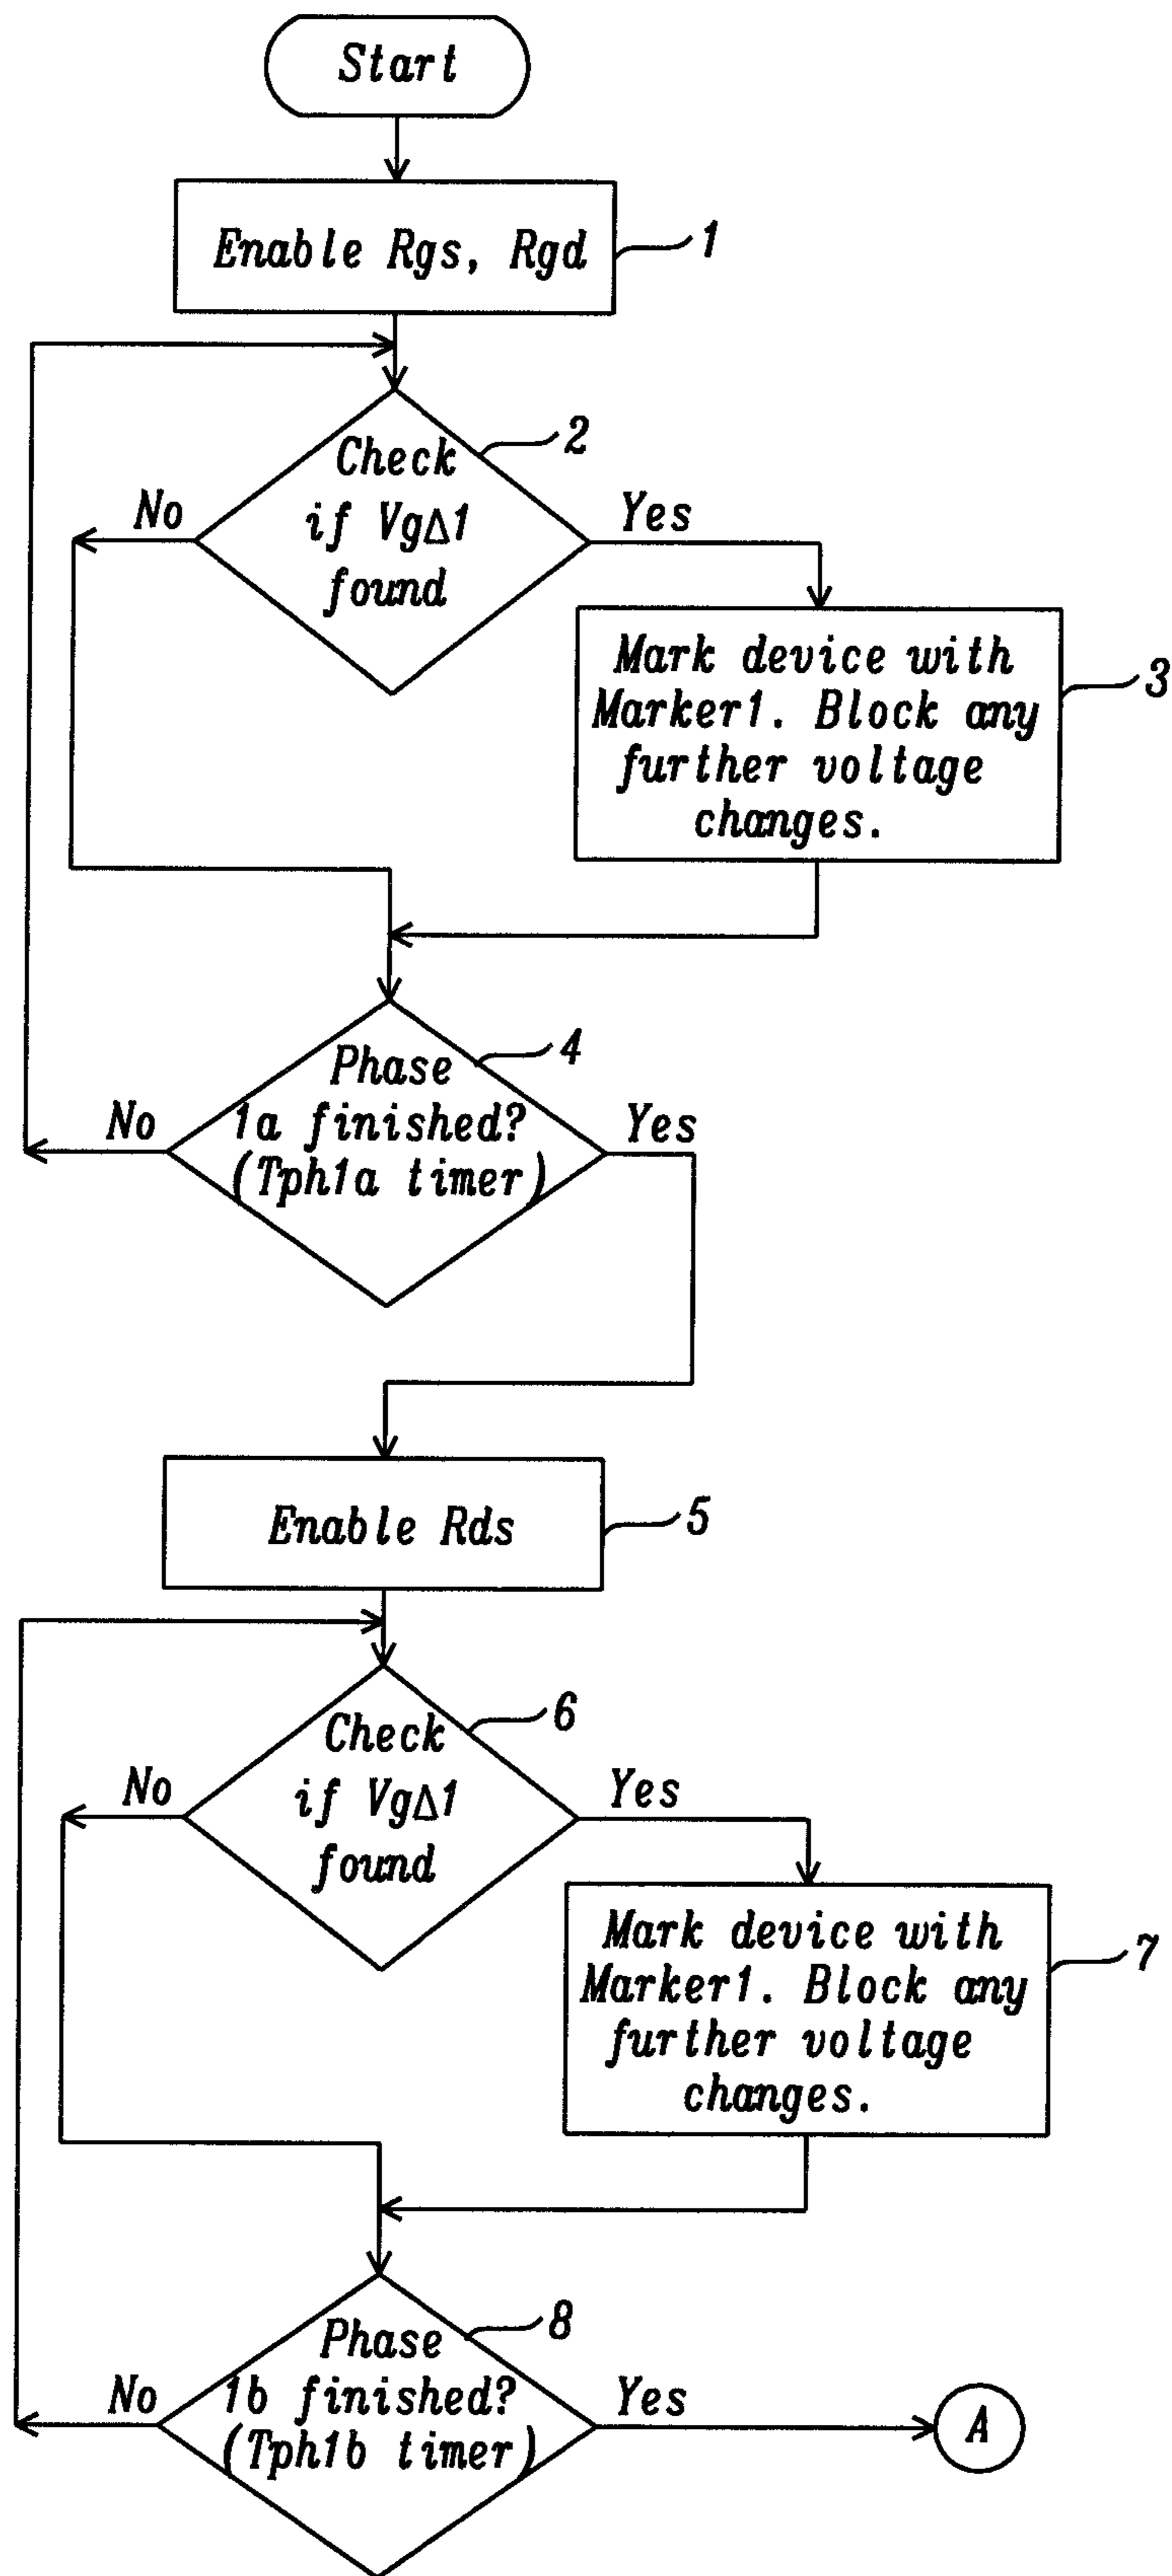 Start
Enable Rgs, Rgd
1
2
Check
if VgΔ1
found
No
Yes
Mark device with
Marker1. Block any
further voltage
changes.
3
4
Phase
1a finished?
(Tph1a timer)
No
Yes
Enable Rds
5
6
Check
if VgΔ1
found
No
Yes
Mark device with
Marker1. Block any
further voltage
changes.
7
8
Phase
1b finished?
(Tph1b timer)
No
Yes
A